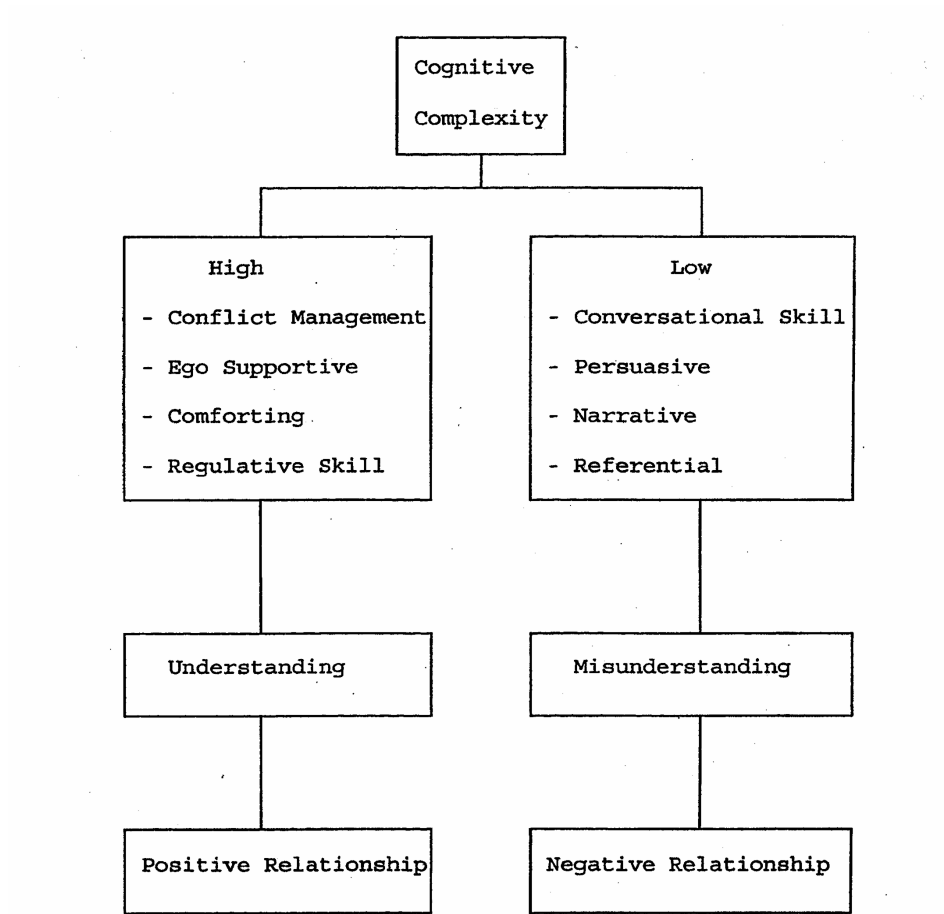 Cognitive
Complexity
High
- Conflict Management
- Ego Supportive
- Comforting
- Regulative Skill
Low
- Conversational Skill
- Persuasive
- Narrative
- Referential
Understanding
Misunderstanding
Positive Relationship
Negative Relationship